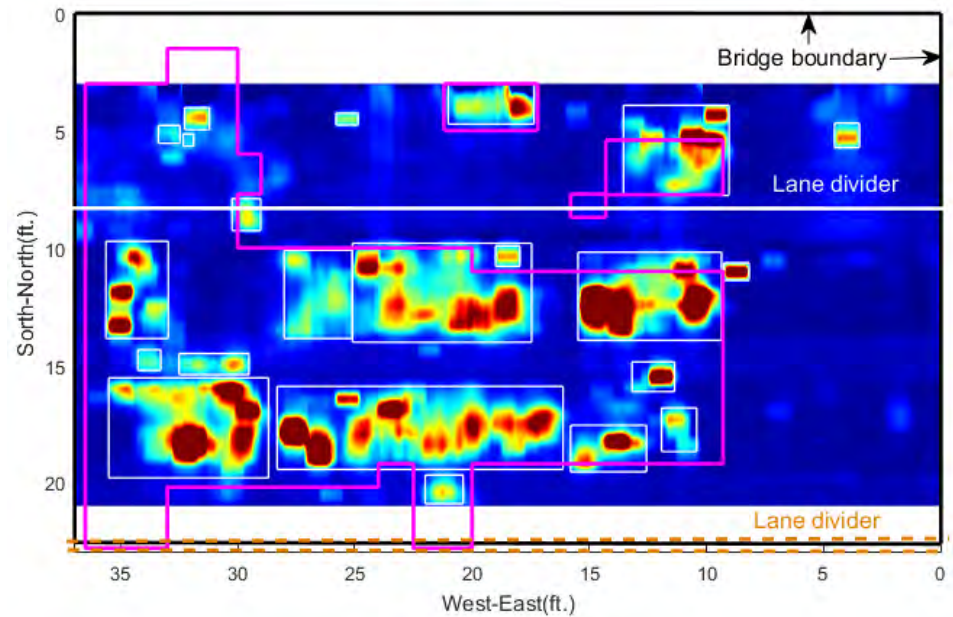 0
Bridge boundary
5
Lane divider
10
Sorth-North(ft.)
15
20
Lane divider
35
30
25
20
15
10
5
0
West-East(ft.)